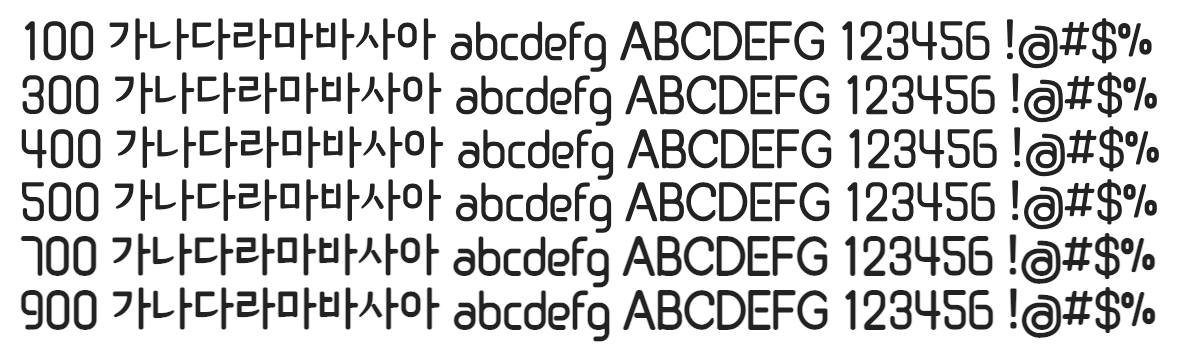 100 가나다라마바사아 abcdefg ABCDEFG 123456 !@#$%
300 가나다라마바사아 abcdefg ABCDEFG 123456 !@#$%
400 가나다라마바사아 abcdefg ABCDEFG 123456 !@#$%
500 가나다라마바사아 abcdefg ABCDEFG 123456 !@#$%
700 가나다라마바사아 abcdefg ABCDEFG 123456 !@#$%
900 가나다라마바사아 abcdefg ABCDEFG 123456 !@#$%